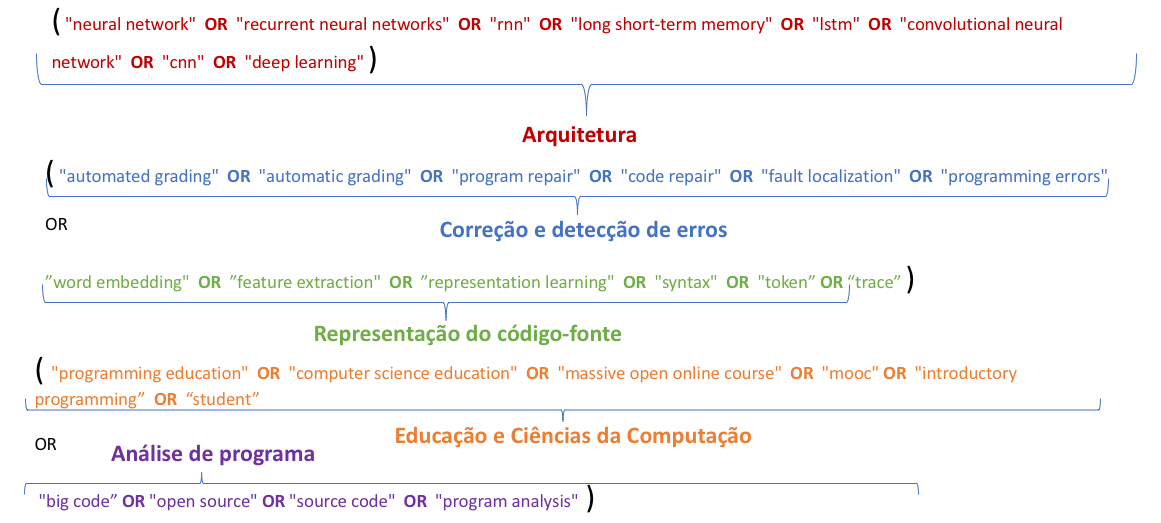 ( "neural network" OR "recurrent neural networks" OR "rnn" OR "long short-term memory" OR "lstm" OR "convolutional neural
network" OR "cnn" OR "deep learning" )
Arquitetura
( "automated grading" OR "automatic grading" OR "program repair" OR "code repair" OR "fault localization" OR "programming errors"
OR
Correção e detecção de erros
”word embedding" OR ”feature extraction" OR ”representation learning" OR "syntax" OR "token” OR “trace” )
Representação do código-fonte
( "programming education" OR "computer science education" OR "massive open online course" OR "mooc" OR "introductory
programming” OR “student”
Educação e Ciências da Computação
OR
Análise de programa
"big code” OR "open source" OR "source code" OR "program analysis" )